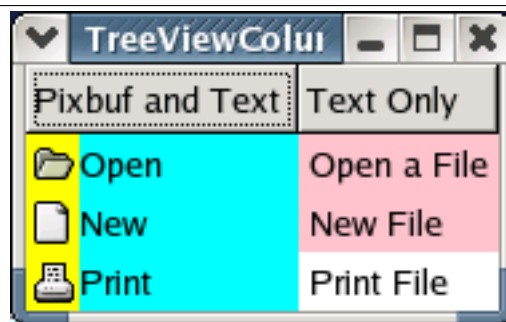 TreeViewColu
Pixbuf and Text Text Only
Open Open a File
New New File
Print Print File